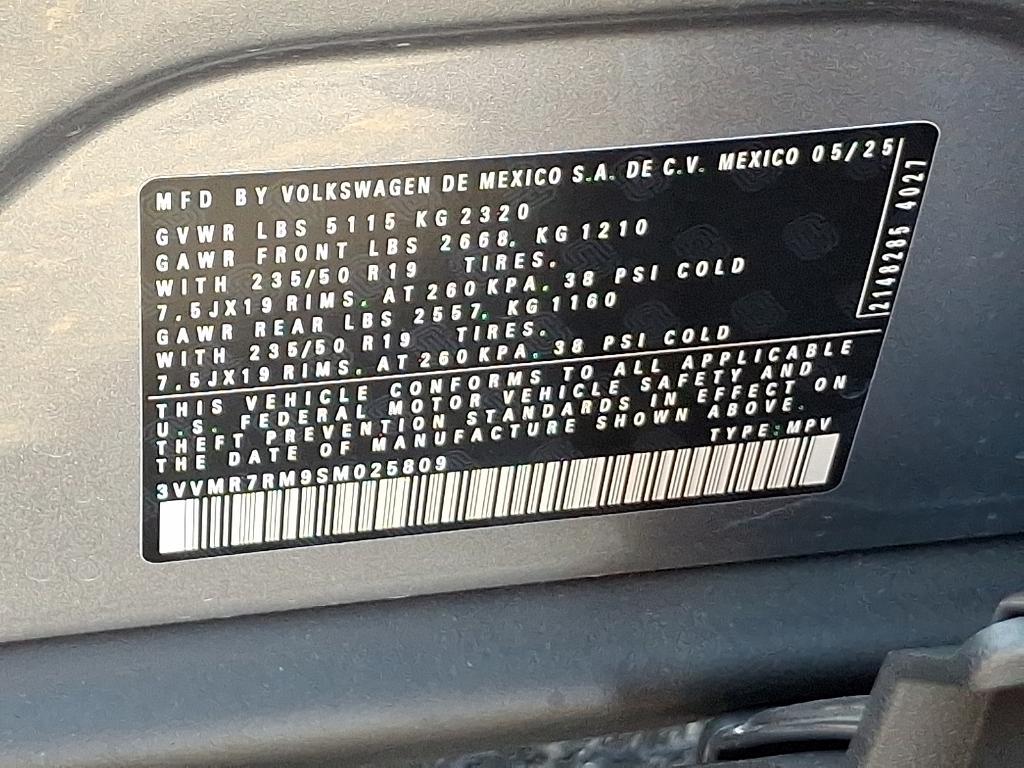 MFD BY VOLKSWAGEN DE MEXICO S.A. DE C.V. MEXICO 05/25
GVWR LBS 5115 KG 2320
GAWR FRONT LBS 2668. KG 1210
WITH 235/50 R19 TIRES.
7.5JX19 RIMS. AT 260 KPA. 38 PSI COLD
GAWR REAR LBS 2557. KG 1160
WITH 235/50 R19 TIRES.
7.5JX19 RIMS. AT 260 KPA. 38 PSI COLD
2148285 4027
THIS VEHICLE CONFORMS TO ALL APPLICABLE
U.S. FEDERAL MOTOR VEHICLE SAFETY AND
THEFT PREVENTION STANDARDS IN EFFECT ON
THE DATE OF MANUFACTURE SHOWN ABOVE.
TYPE: MPV
3VVMR7RM9SM025809